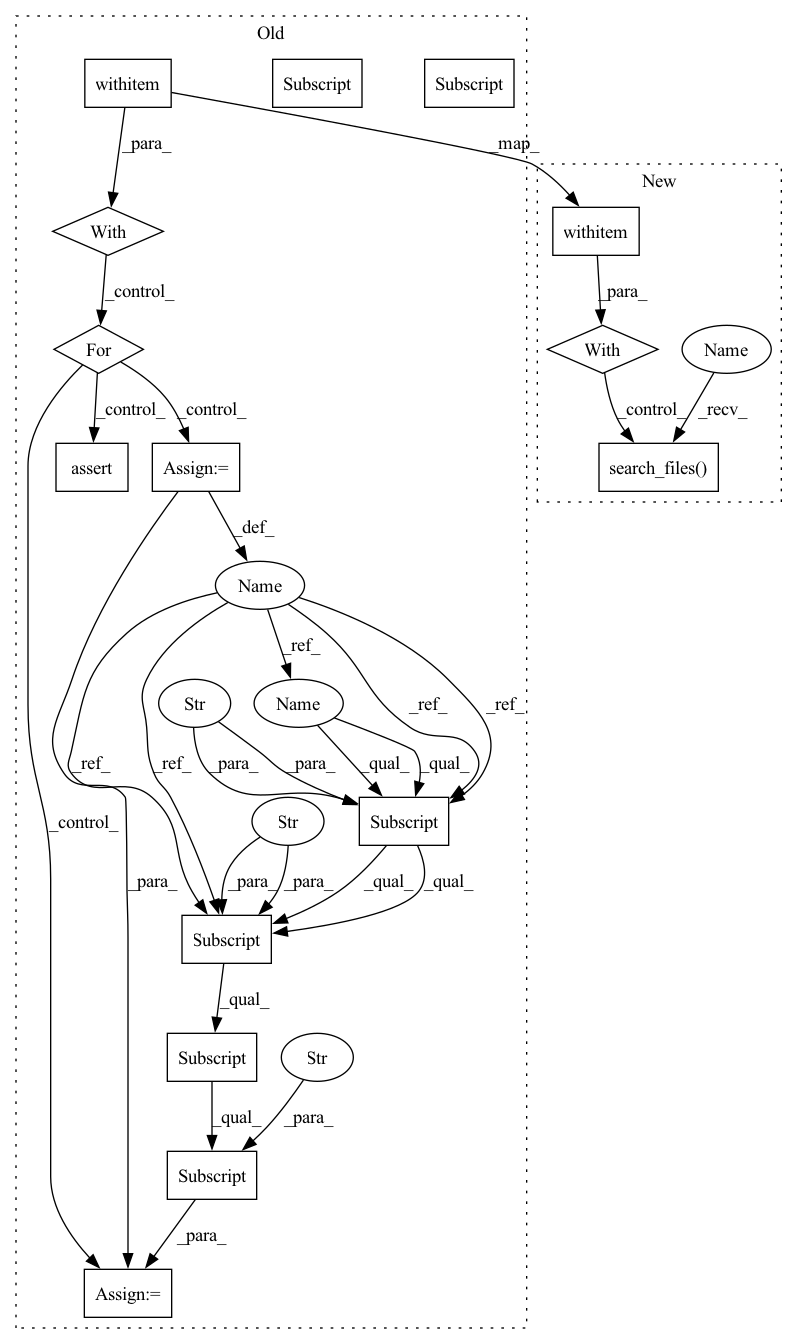 Old
withitem
Subscript
Subscript
_para_
_map_
New
With
withitem
_control_
_para_
For
With
Name
_control_
_control_
_control_
_recv_
assert
Assign:=
search_files()
_def_
Name
_ref_
Str
Name
_ref_
_ref_
_ref_
_ref_
_para_
_para_
_qual_
_qual_
Str
Subscript
_control_
_para_
_para_
_para_
_qual_
_qual_
Subscript
_qual_
Subscript
Str
_qual_
_para_
Subscript
_para_
Assign:=